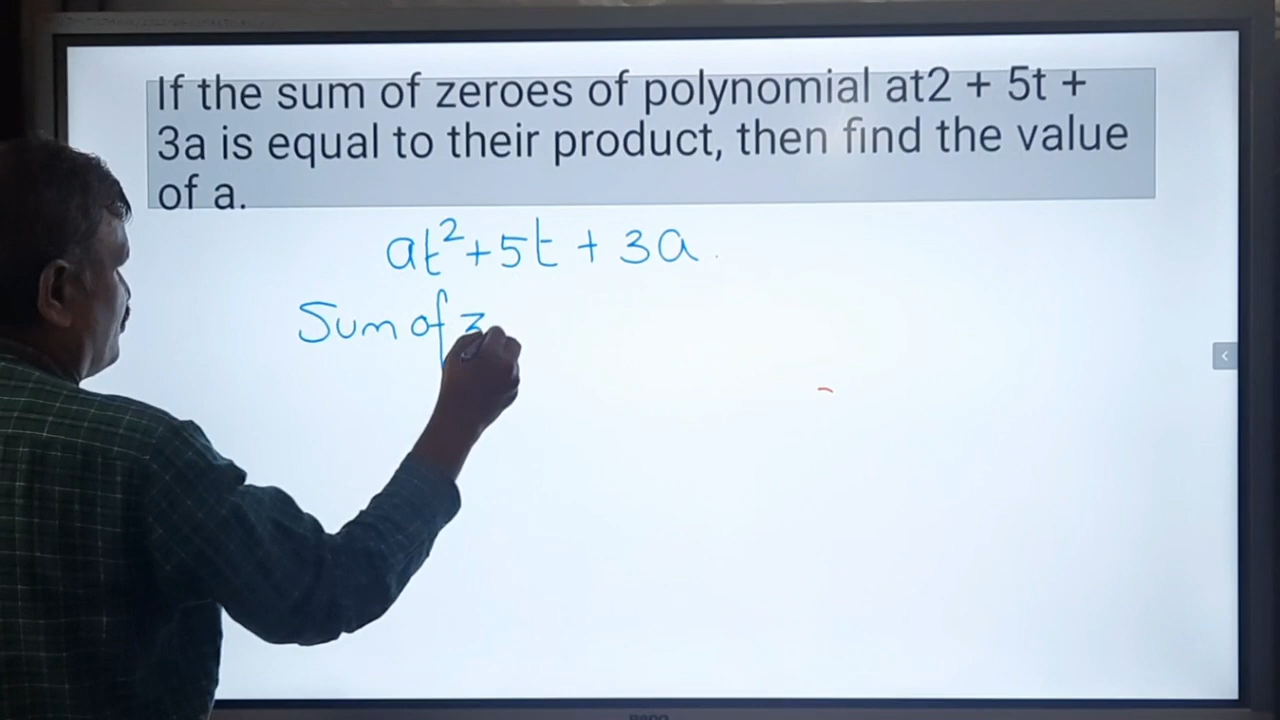 If the sum of zeroes of polynomial at2 + 5t +
3a is equal to their product, then find the value
of a.
at²+5t + 3a
Sum of z